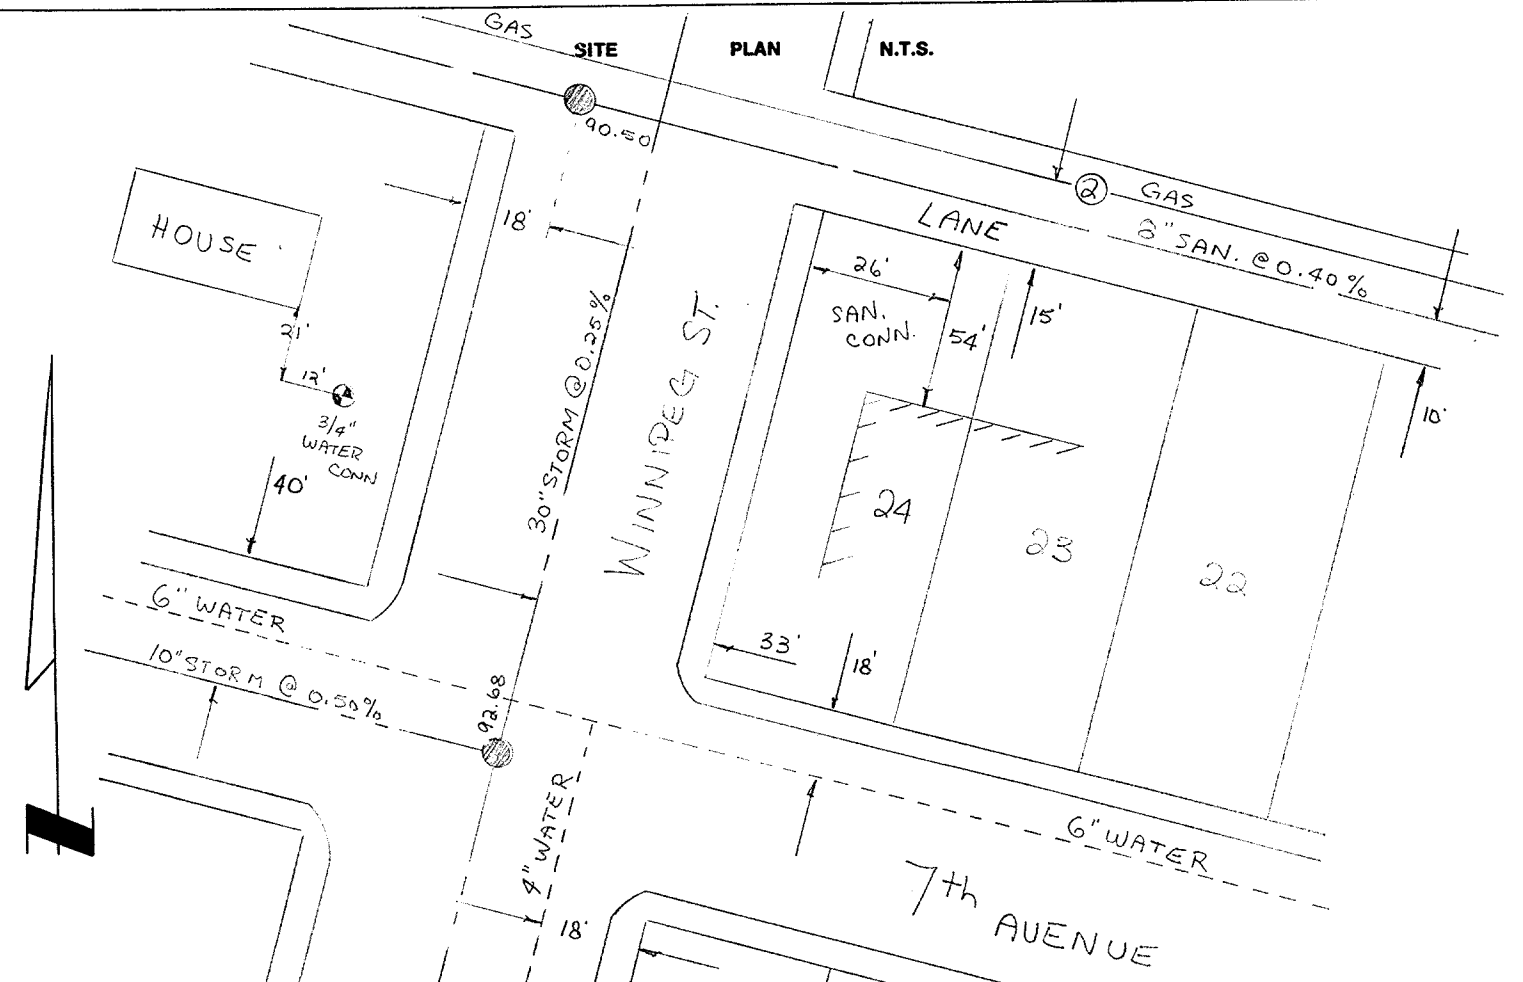 GAS
SITE PLAN N.T.S.
90.50
18'
HOUSE
21'
12'
3/4"
WATER
CONN
40'
30" STORM @ 0.25%
WINNIPEG ST.
LANE
2
GAS
8" SAN. @ 0.40%
26'
SAN.
CONN.
54'
15'
10'
24
23
22
33'
18'
6" WATER
10" STORM @ 0.50%
92.68
4" WATER
18'
6" WATER
7th
AVENUE